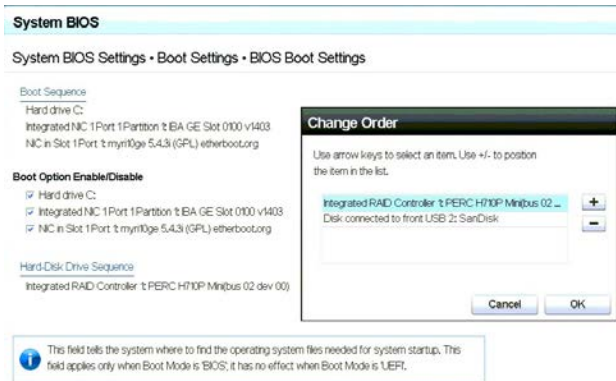 System BIOS
System BIOS Settings • Boot Settings • BIOS Boot Settings
Boot Sequence
Hard drive C:
Integrated NIC 1 Port 1 Partition 1: IBA GE Slot 0100 v1403
NIC in Slot 1 Port 1: myri10ge 5.4.3i (GPL) etherboot.org
Boot Option Enable/Disable
Hard drive C:
Integrated NIC 1 Port 1 Partition 1: IBA GE Slot 0100 v1403
NIC in Slot 1 Port 1: myri10ge 5.4.3i (GPL) etherboot.org
Hard-Disk Drive Sequence
Integrated RAID Controller 1: PERC H710P Mini(bus 02 dev 00)
Change Order
Use arrow keys to select an item. Use +/- to position
the item in the list.
Integrated RAID Controller 1: PERC H710P Mini(bus 02 ...
Disk connected to front USB 2: SanDisk
+
-
Cancel OK
This field tells the system where to find the operating system files needed for system startup. This
field applies only when Boot Mode is 'BIOS'; it has no effect when Boot Mode is 'UEFI'.